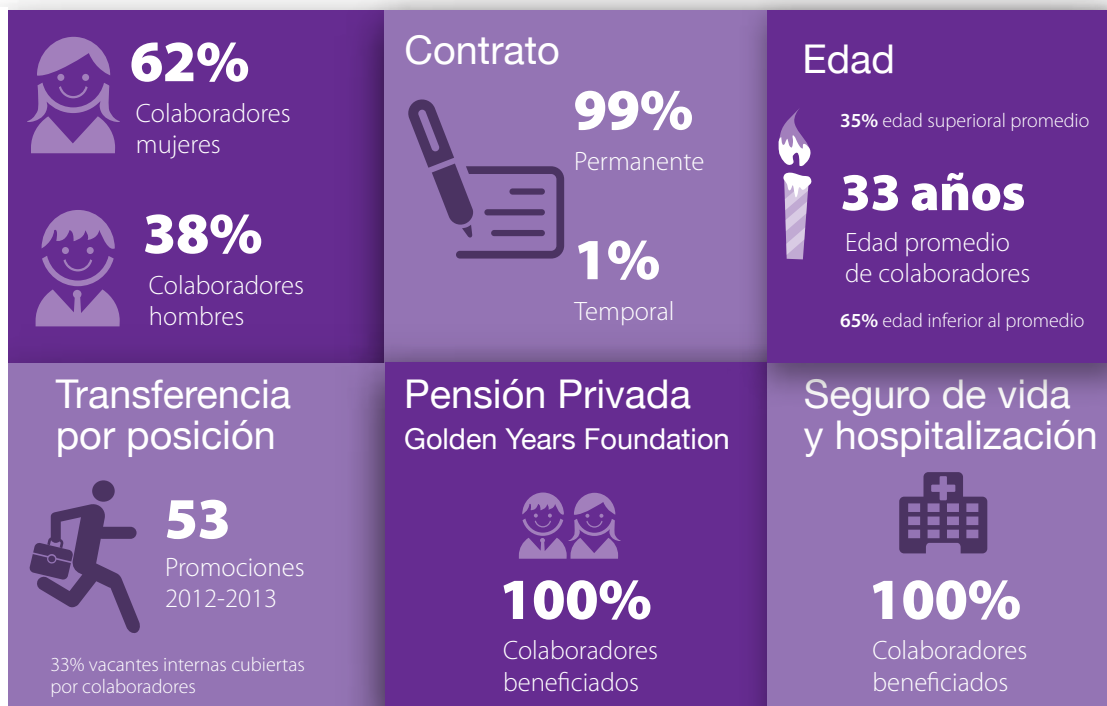 62%
Colaboradores
mujeres
38%
Colaboradores
hombres
Contrato
99%
Permanente
1%
Temporal
Edad
35% edad superioral promedio
33 años
Edad promedio
de colaboradores
65% edad inferior al promedio
Transferencia
por posición
53
Promociones
2012-2013
33% vacantes internas cubiertas
por colaboradores
Pensión Privada
Golden Years Foundation
100%
Colaboradores
beneficiados
Seguro de vida
y hospitalización
100%
Colaboradores
beneficiados